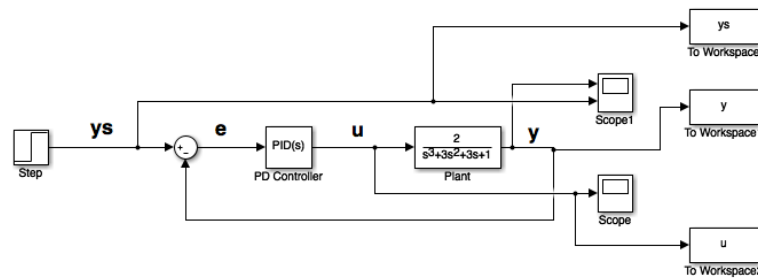 ys
To Workspace
Scope1
y
To Workspace
ys
e
u
y
+
−
PID(s)
PD Controller
2
s³+3s²+3s+1
Plant
Step
Scope
u
To Workspace2